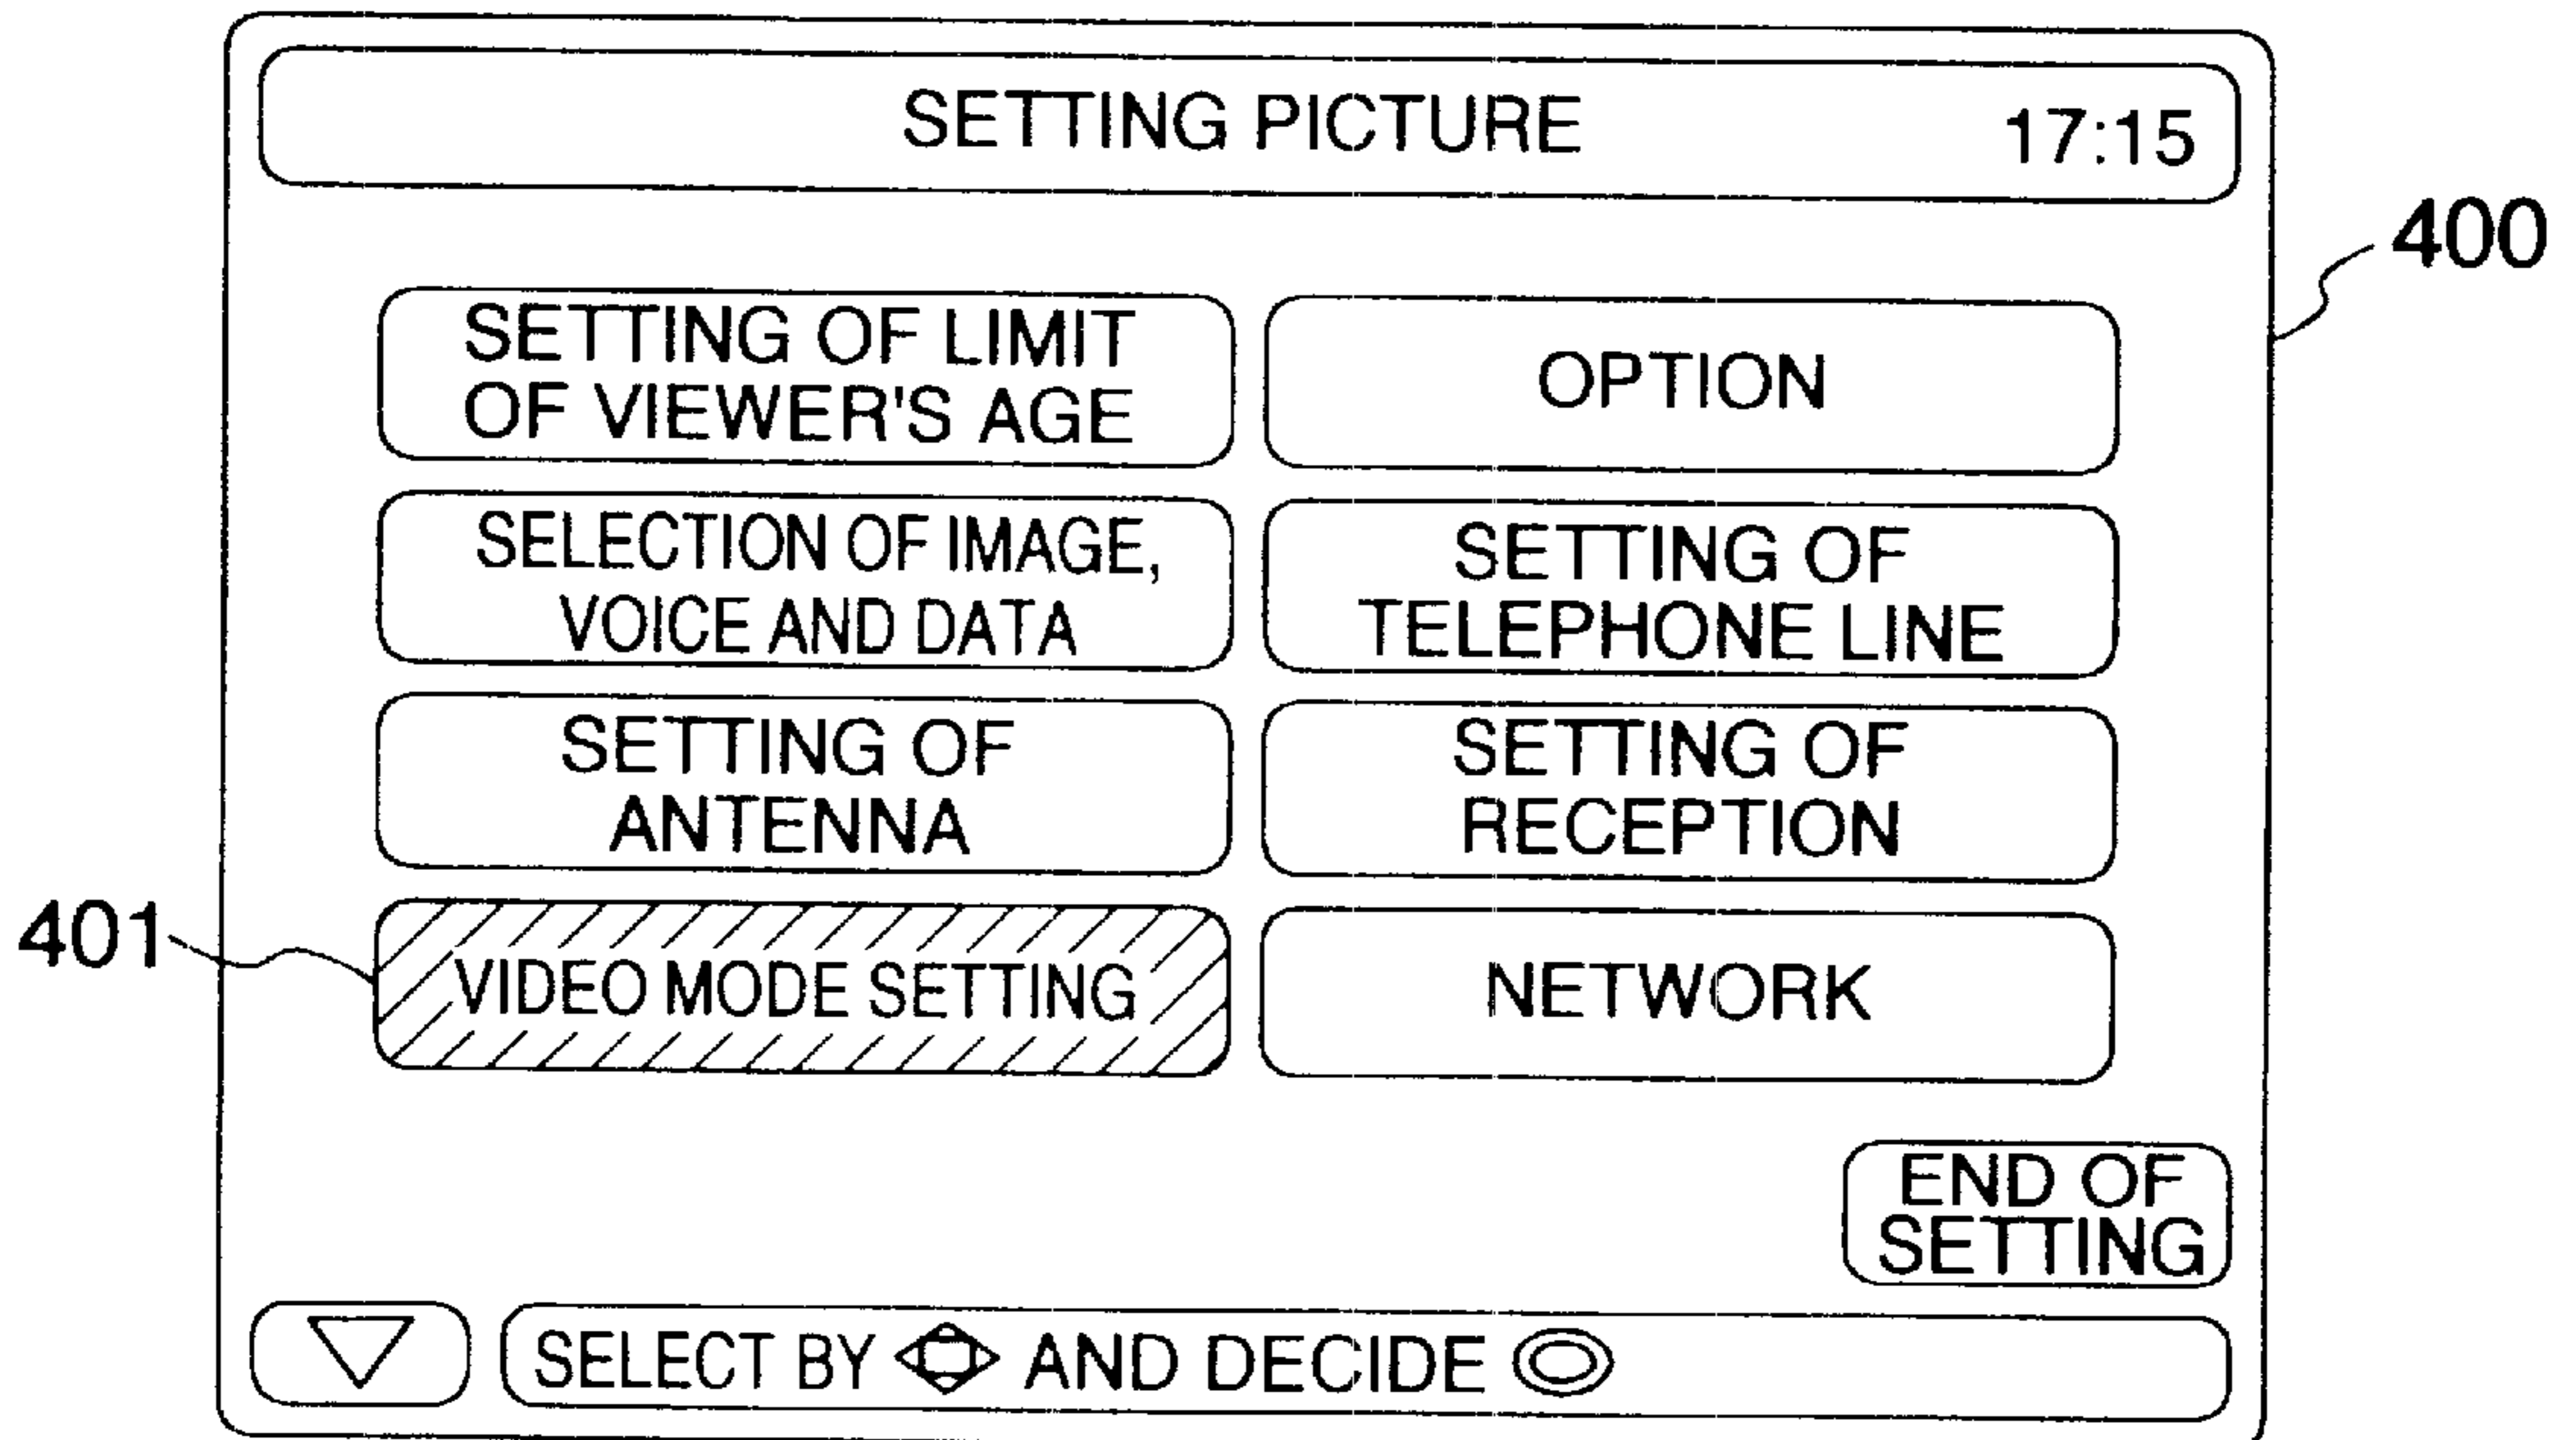 SETTING PICTURE 17:15
400
SETTING OF LIMIT
OF VIEWER'S AGE
OPTION
SELECTION OF IMAGE,
VOICE AND DATA
SETTING OF
TELEPHONE LINE
SETTING OF
ANTENNA
SETTING OF
RECEPTION
401
VIDEO MODE SETTING
NETWORK
END OF
SETTING
SELECT BY AND DECIDE